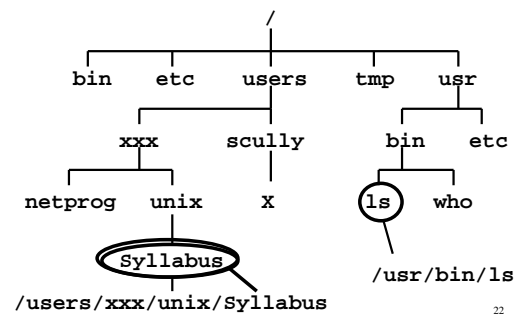 /
bin etc users tmp usr
xxx scully bin etc
netprog unix X ls who
Syllabus
/usr/bin/ls
/users/xxx/unix/Syllabus
22